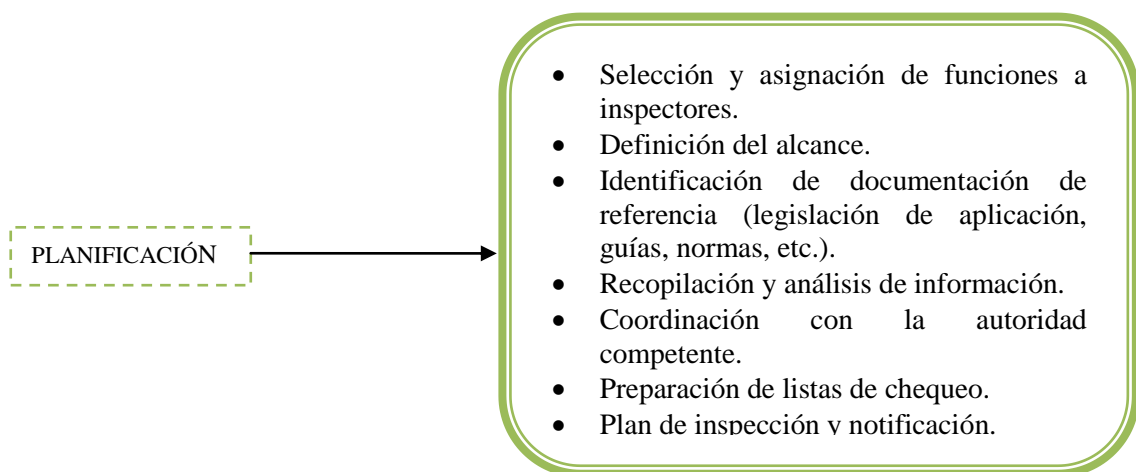 PLANIFICACIÓN
• Selección y asignación de funciones a
inspectores.
• Definición del alcance.
• Identificación de documentación de
referencia (legislación de aplicación,
guías, normas, etc.).
• Recopilación y análisis de información.
• Coordinación con la autoridad
competente.
• Preparación de listas de chequeo.
• Plan de inspección y notificación.